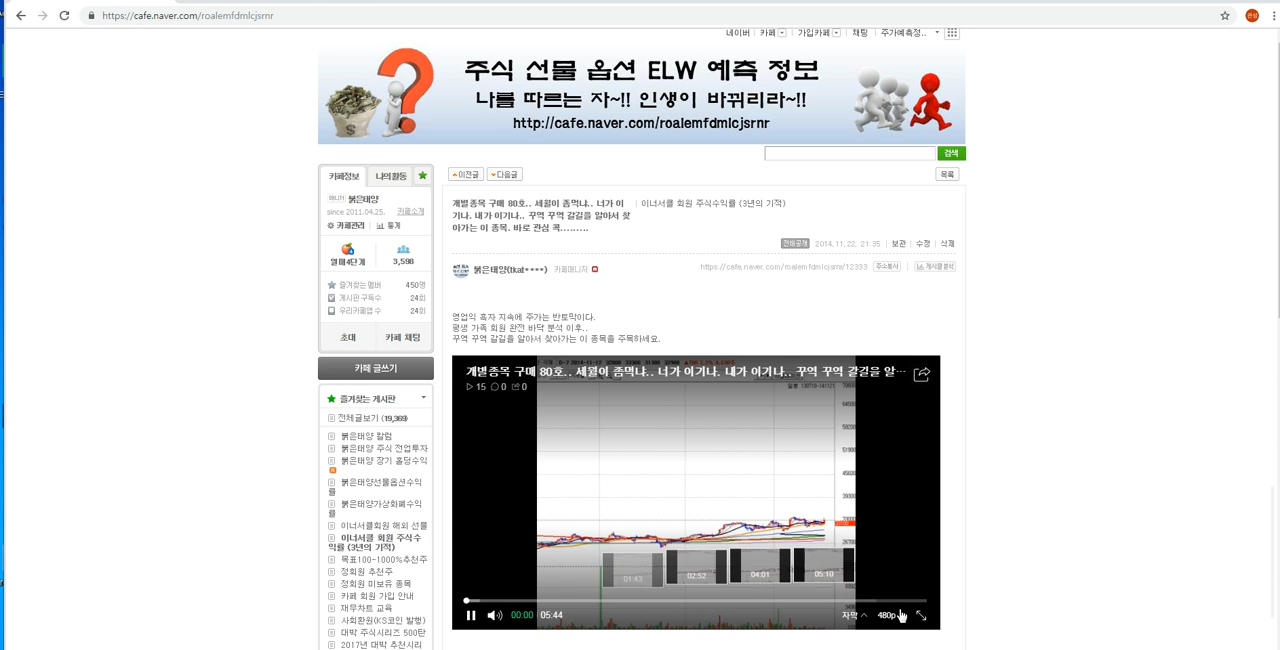 https://cafe.naver.com/roalemfdmlcjsrnr
네이버 카페 가입카페 채팅 주가예측정..
주식 선물 옵션 ELW 예측 정보
나를 따르는 자~!! 인생이 바뀌리라~!!
http://cafe.naver.com/roalemfdmlcjsrnr
검색
카페정보 나의활동
이전글 다음글 목록
매니저 붉은태양
since 2011.04.25. 카페소개
카페관리 통계
열매4단계 3,598
즐겨찾는 멤버 450명
게시판 구독수 24회
우리카페앱 수 24회
초대 카페 채팅
카페 글쓰기
즐겨찾는 게시판
전체글보기 (19,369)
붉은태양 칼럼
붉은태양 주식 전업투자
붉은태양 장기 홀딩수익
붉은태양선물옵션수익
률
붉은태양가상화폐수익
률
이너서클회원 해외 선물
이너서클 회원 주식수
익률 (3년의 기적)
목표100-1000%추천주
정회원 추천주
정회원 미보유 종목
카페 회원 가입 안내
재무차트 교육
사회환원(KS코인 발행)
대박 주식시리즈 500탄
2017년 대박 추천시리
개별종목 구매 80호.. 세월이 좀먹냐.. 너가 이
기나. 내가 이기나.. 꾸역 꾸역 갈길을 알아서 찾
아가는 이 종목. 바로 관심 콕.........
이너서클 회원 주식수익률 (3년의 기적)
전체공개 2014.11.22. 21:35 보관 수정 삭제
붉은태양(tkat****) 카페매니저
https://cafe.naver.com/roalemfdmlcjsrnr/12333 주소복사 게시글 분석
영업익 흑자 지속에 주가는 반토막이다.
평생 가족 회원 완전 바닥 분석 이후..
꾸역 꾸역 갈길을 알아서 찾아가는 이 종목을 주목하세요.
개별종목 구매 80호.. 세월이 좀먹냐.. 너가 이기나. 내가 이기나.. 꾸역 꾸역 갈길을 알...
15 0 0
01:43 02:52 04:01 05:10
00:00 05:44 자막 480p